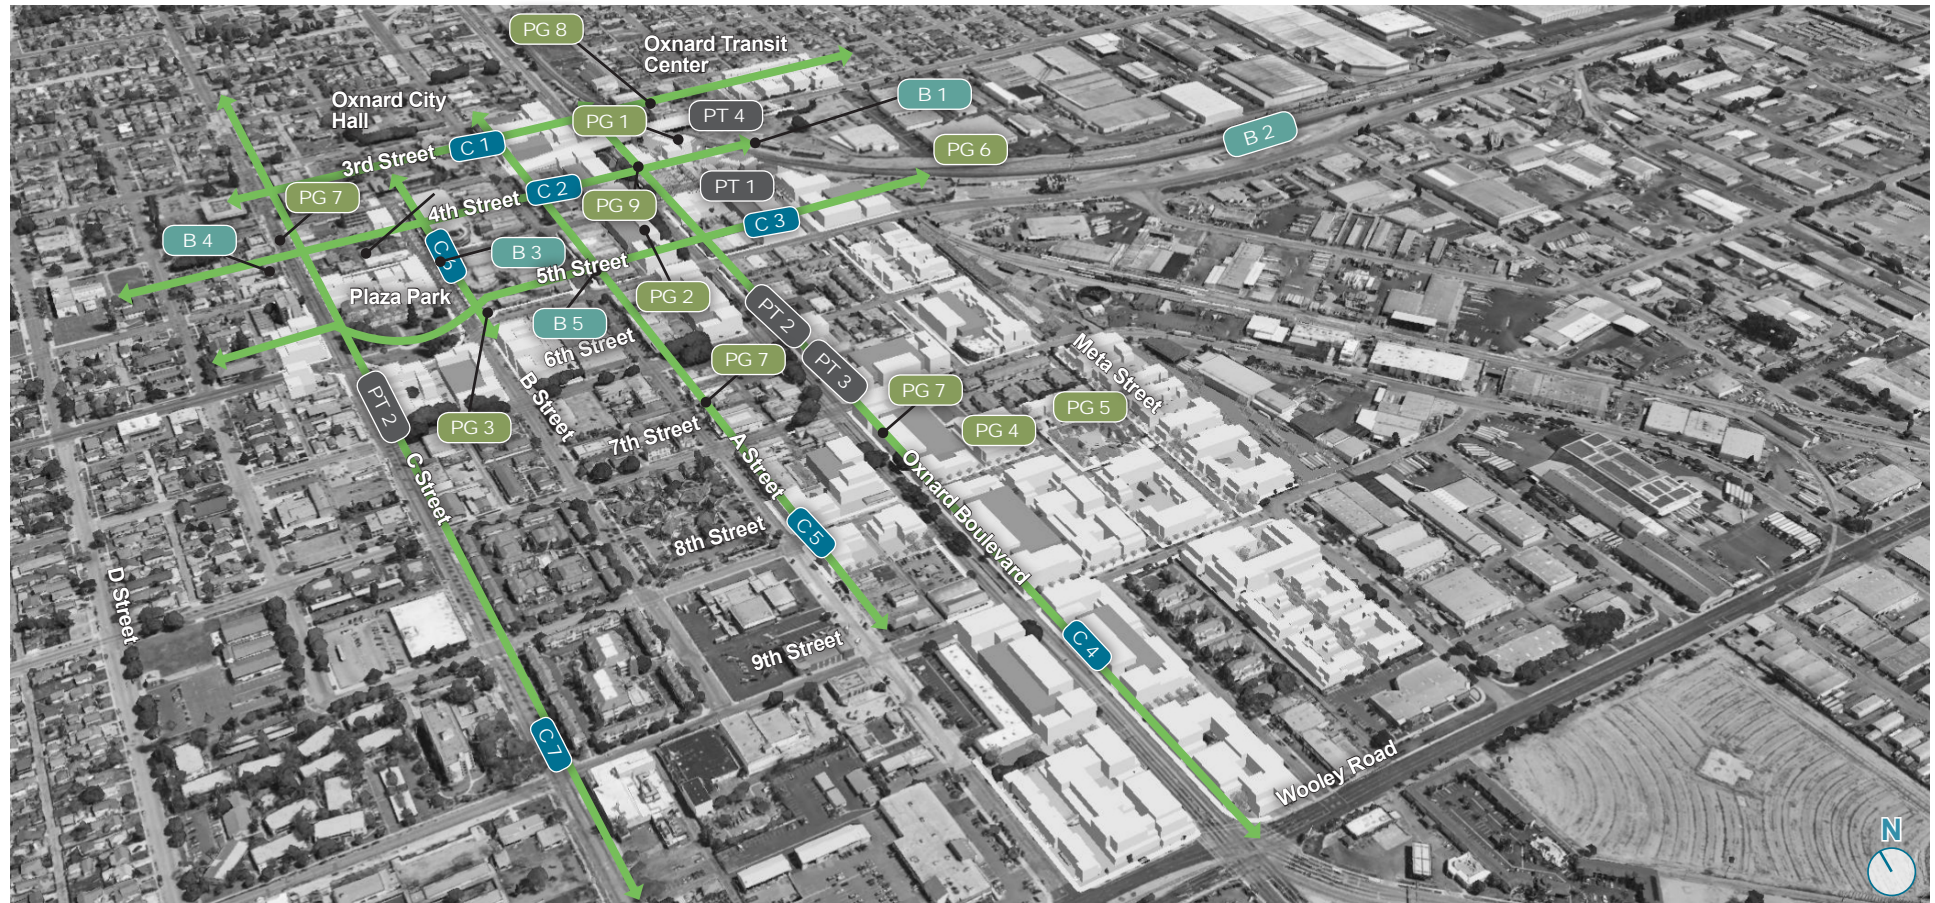 PG 8
Oxnard Transit
Center
B 1
Oxnard City
Hall
PG 1
PT 4
B 2
C 1
3rd Street
PG 6
PG 7
4th Street
C 2
PG 9
PT 1
B 4
B 3
C 3
5th Street
Plaza Park
PG 2
B 5
PT 2
6th Street
PG 7
PT 3
Meta Street
PT 2
B Street
PG 3
PG 7
PG 4
PG 5
7th Street
A Street
C Street
Oxnard Boulevard
8th Street
C 5
D Street
9th Street
C 4
C 7
Wooley Road
N